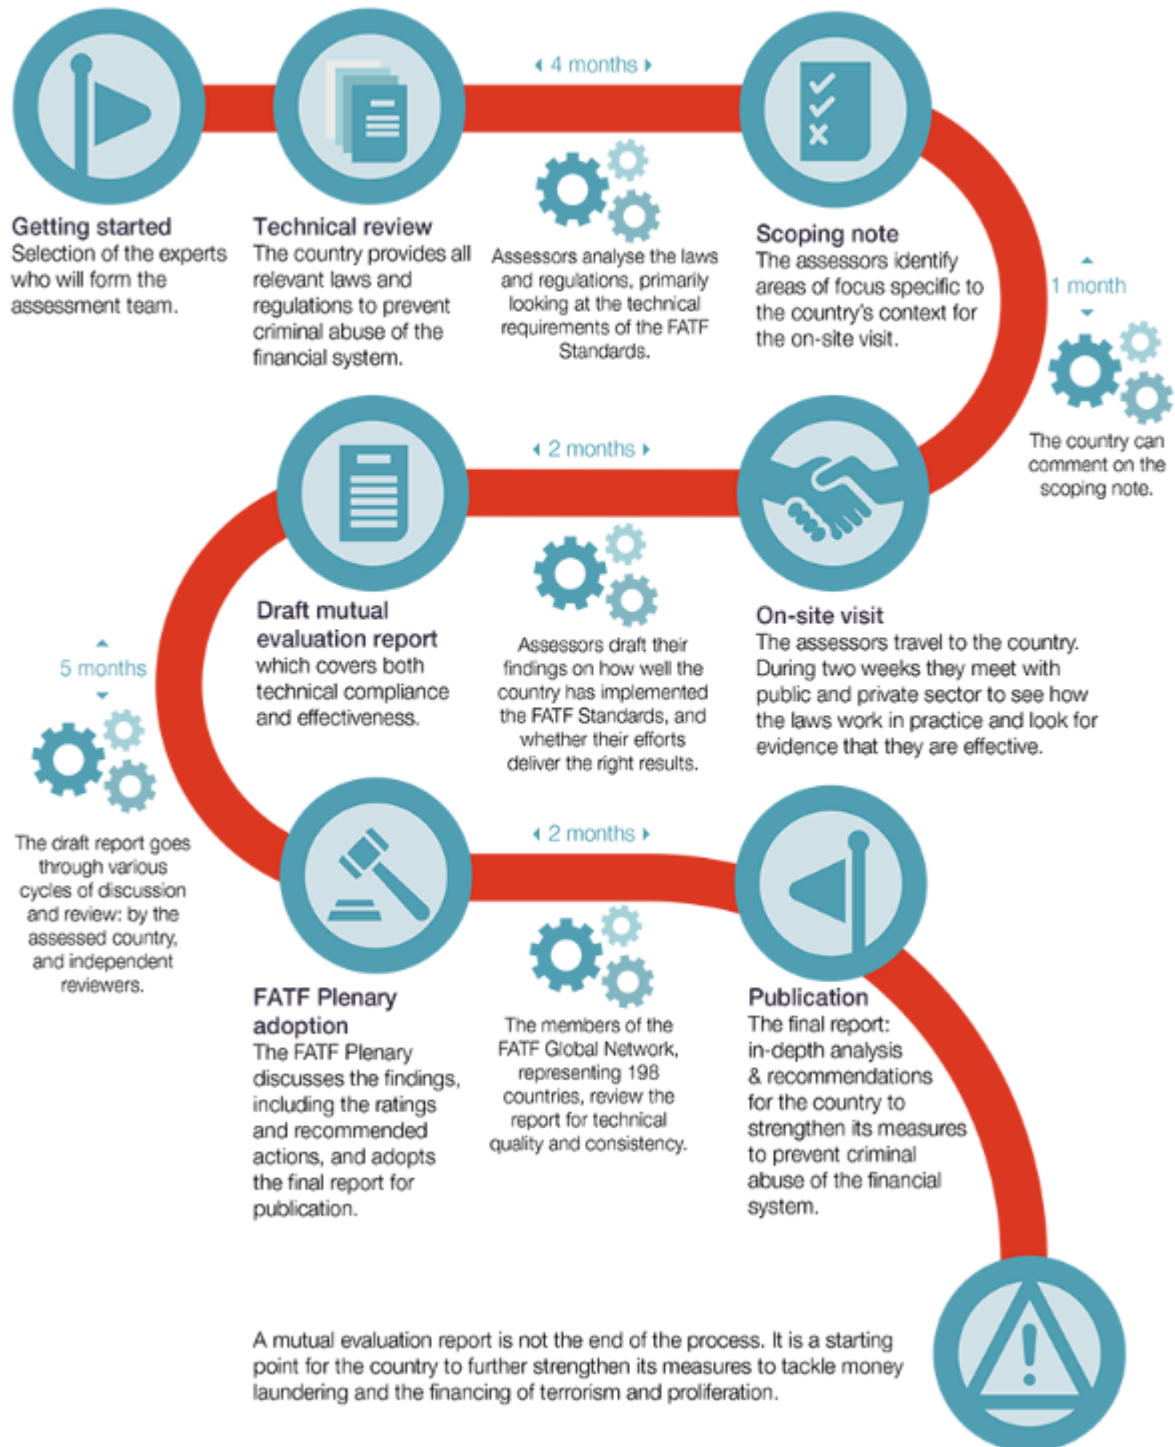 4 months
Getting started
Selection of the experts
who will form the
assessment team.
Technical review
The country provides all
relevant laws and
regulations to prevent
criminal abuse of the
financial system.
Assessors analyse the laws
and regulations, primarily
looking at the technical
requirements of the FATF
Standards.
Scoping note
The assessors identify
areas of focus specific to
the country's context for
the on-site visit.
1 month
The country can
comment on the
scoping note.
2 months
On-site visit
The assessors travel to the country.
During two weeks they meet with
public and private sector to see how
the laws work in practice and look for
evidence that they are effective.
Assessors draft their
findings on how well the
country has implemented
the FATF Standards, and
whether their efforts
deliver the right results.
Draft mutual
evaluation report
which covers both
technical compliance
and effectiveness.
5 months
The draft report goes
through various
cycles of discussion
and review: by the
assessed country,
and independent
reviewers.
2 months
FATF Plenary
adoption
The FATF Plenary
discusses the findings,
including the ratings
and recommended
actions, and adopts
the final report for
publication.
The members of the
FATF Global Network,
representing 198
countries, review the
report for technical
quality and consistency.
Publication
The final report:
in-depth analysis
& recommendations
for the country to
strengthen its measures
to prevent criminal
abuse of the financial
system.
A mutual evaluation report is not the end of the process. It is a starting
point for the country to further strengthen its measures to tackle money
laundering and the financing of terrorism and proliferation.